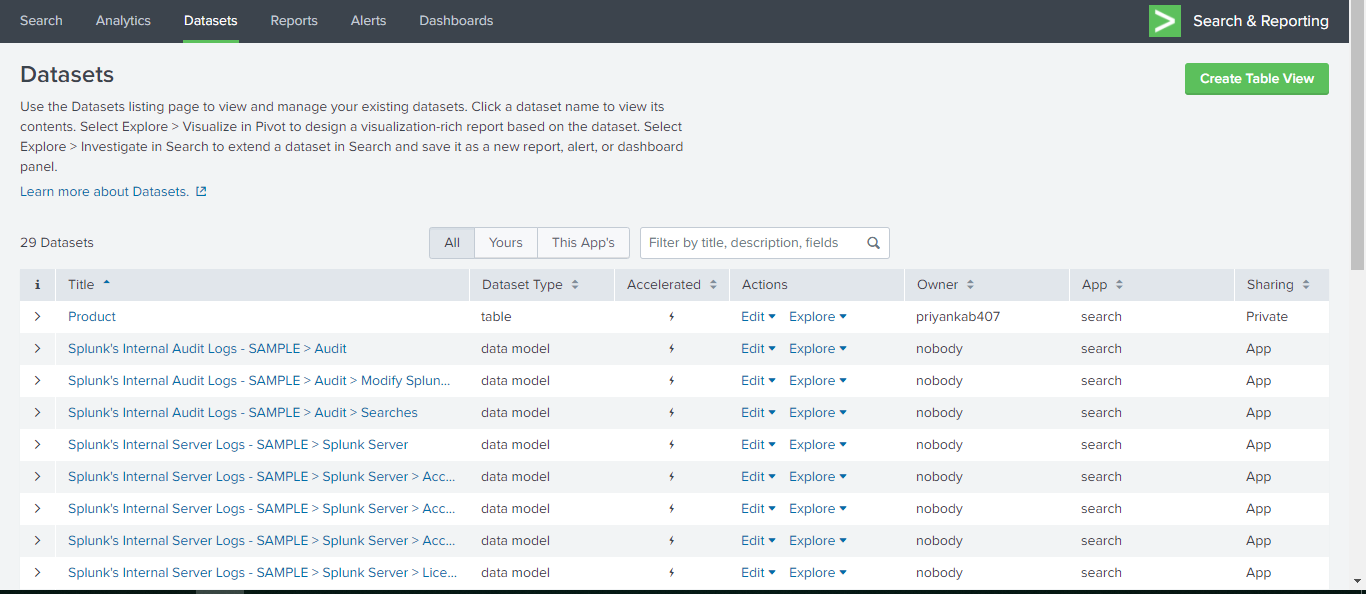 Search Analytics Datasets Reports Alerts Dashboards Search & Reporting
Datasets
Create Table View
Use the Datasets listing page to view and manage your existing datasets. Click a dataset name to view its
contents. Select Explore > Visualize in Pivot to design a visualization-rich report based on the dataset. Select
Explore > Investigate in Search to extend a dataset in Search and save it as a new report, alert, or dashboard
panel.
Learn more about Datasets.
29 Datasets All Yours This App's Filter by title, description, fields
i Title Dataset Type Accelerated Actions Owner App Sharing
Product table Edit Explore priyankab407 search Private
Splunk's Internal Audit Logs - SAMPLE > Audit data model Edit Explore nobody search App
Splunk's Internal Audit Logs - SAMPLE > Audit > Modify Splun... data model Edit Explore nobody search App
Splunk's Internal Audit Logs - SAMPLE > Audit > Searches data model Edit Explore nobody search App
Splunk's Internal Server Logs - SAMPLE > Splunk Server data model Edit Explore nobody search App
Splunk's Internal Server Logs - SAMPLE > Splunk Server > Acc... data model Edit Explore nobody search App
Splunk's Internal Server Logs - SAMPLE > Splunk Server > Acc... data model Edit Explore nobody search App
Splunk's Internal Server Logs - SAMPLE > Splunk Server > Acc... data model Edit Explore nobody search App
Splunk's Internal Server Logs - SAMPLE > Splunk Server > Lice... data model Edit Explore nobody search App